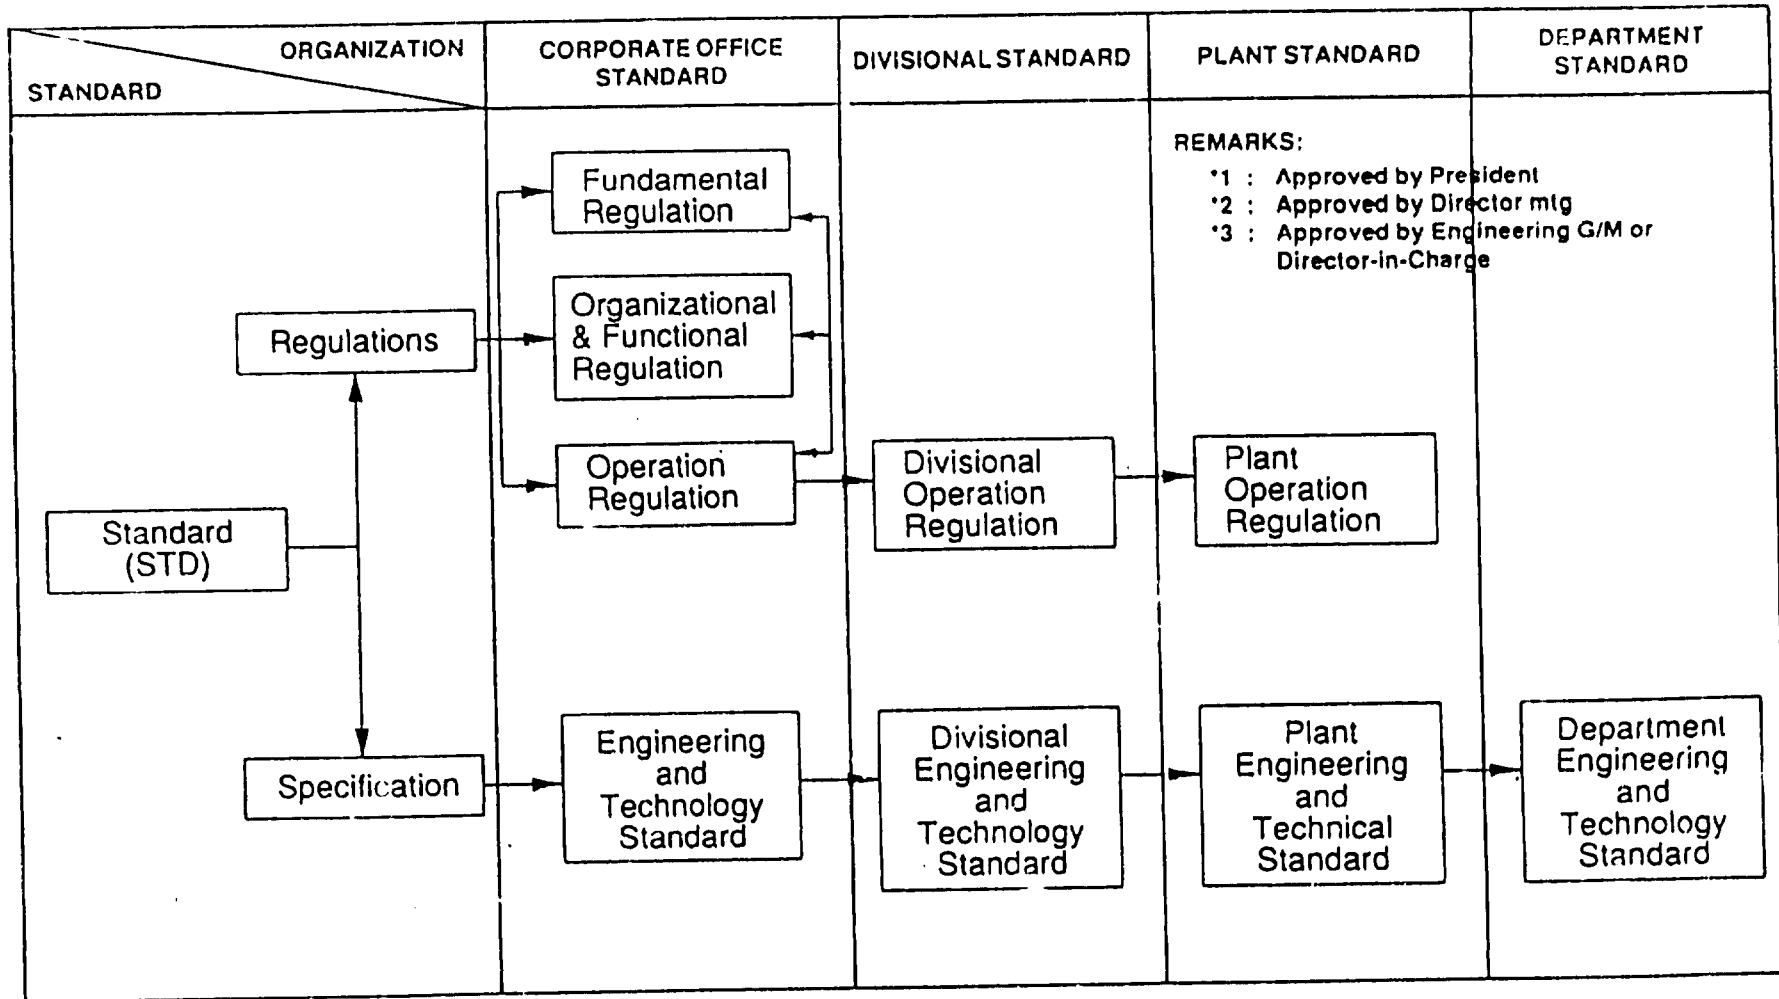 ORGANIZATION
STANDARD
CORPORATE OFFICE
STANDARD
DIVISIONAL STANDARD
PLANT STANDARD
DEPARTMENT
STANDARD
REMARKS:
*1 : Approved by President
*2 : Approved by Director mtg
*3 : Approved by Engineering G/M or
Director-in-Charge
Fundamental
Regulation
Regulations
Organizational
& Functional
Regulation
Operation
Regulation
Divisional
Operation
Regulation
Plant
Operation
Regulation
Standard
(STD)
Specification
Engineering
and
Technology
Standard
Divisional
Engineering
and
Technology
Standard
Plant
Engineering
and
Technical
Standard
Department
Engineering
and
Technology
Standard